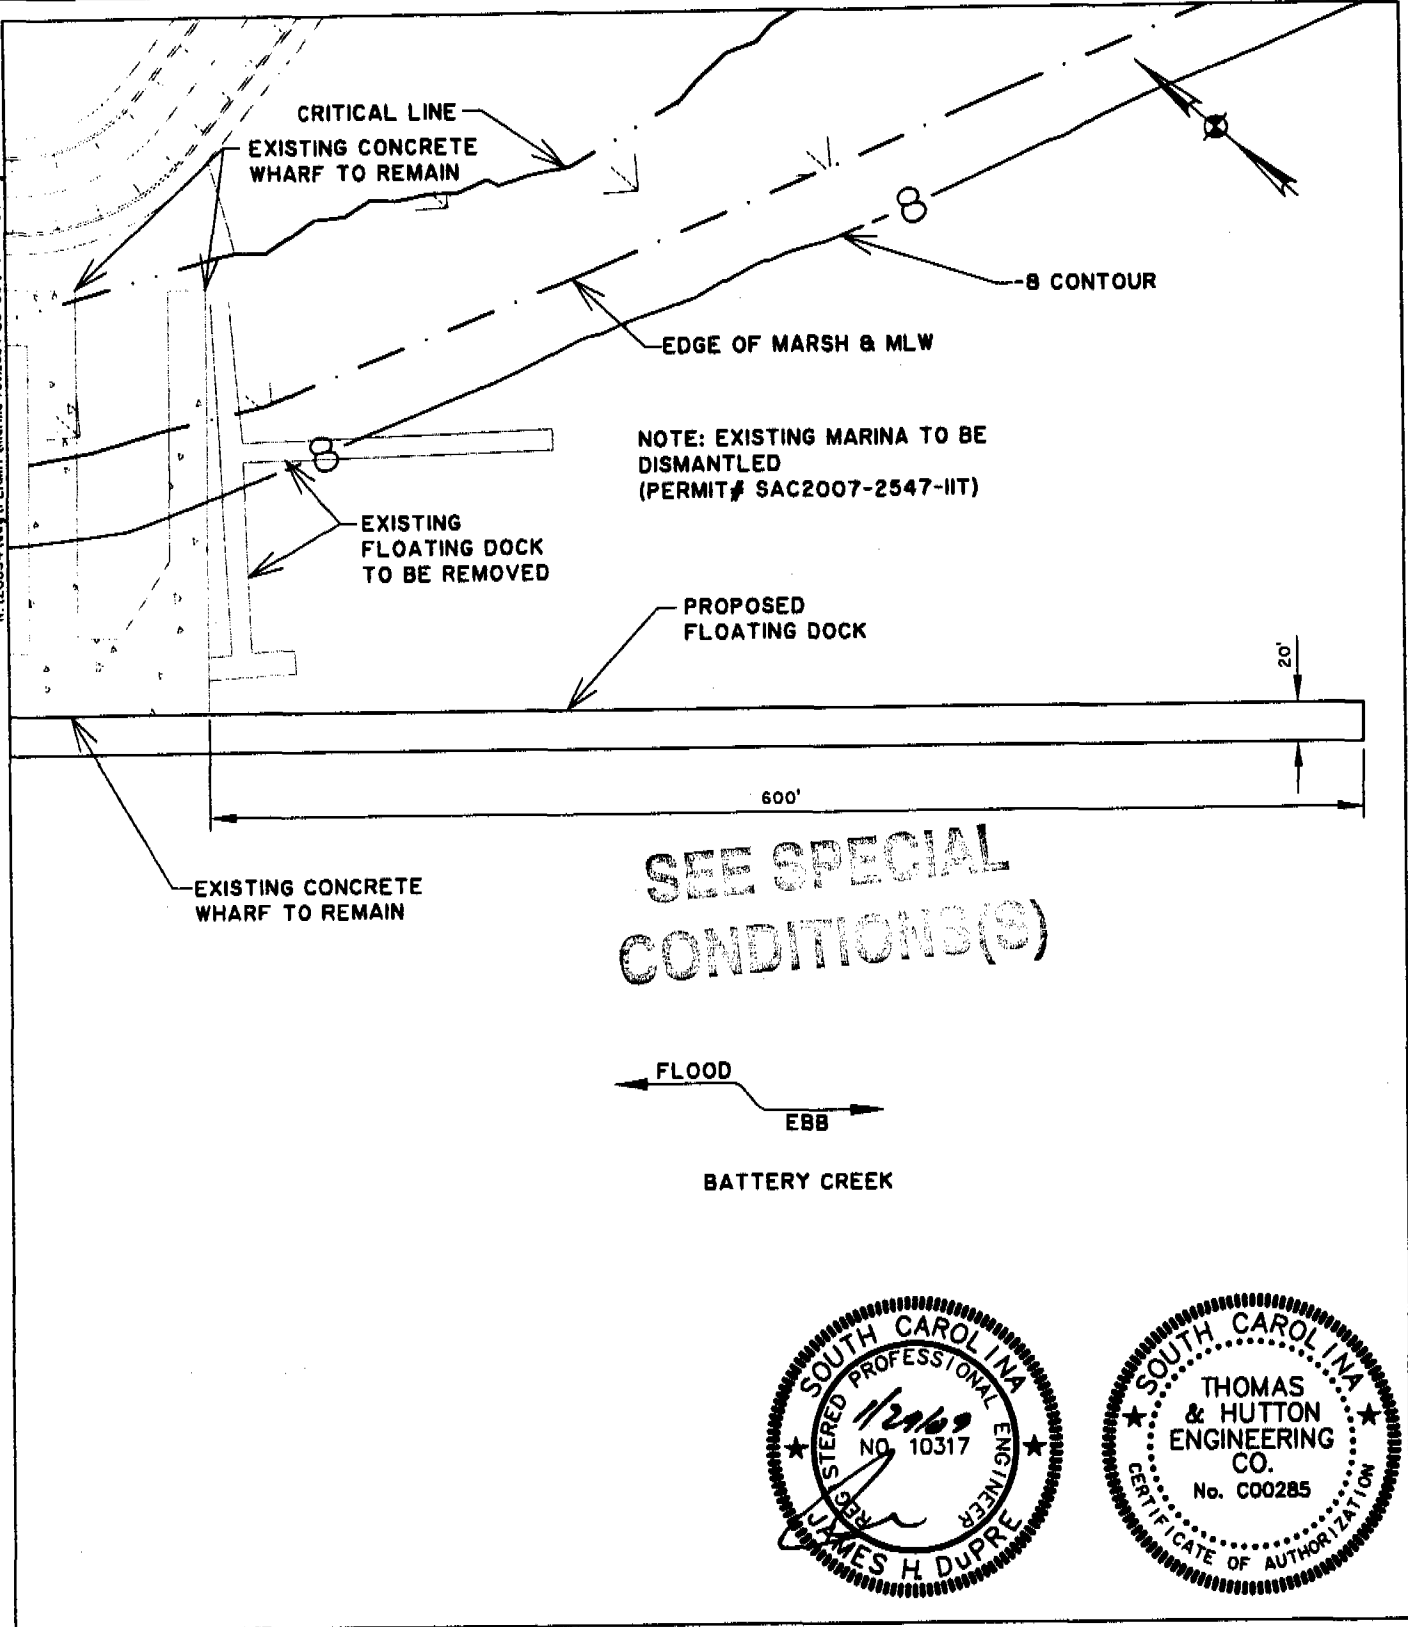 CRITICAL LINE
EXISTING CONCRETE
WHARF TO REMAIN
8
-8 CONTOUR
EDGE OF MARSH & MLW
NOTE: EXISTING MARINA TO BE
DISMANTLED
(PERMIT# SAC2007-2547-IIT)
8
EXISTING
FLOATING DOCK
TO BE REMOVED
PROPOSED
FLOATING DOCK
20'
600'
EXISTING CONCRETE
WHARF TO REMAIN
SEE SPECIAL
CONDITIONS(S)
FLOOD
EBB
BATTERY CREEK
SOUTH CAROLINA
REGISTERED PROFESSIONAL ENGINEER
1/29/09
NO 10317
JAMES H. DuPRE
SOUTH CAROLINA
THOMAS
& HUTTON
ENGINEERING
CO.
No. C00285
CERTIFICATE OF AUTHORIZATION